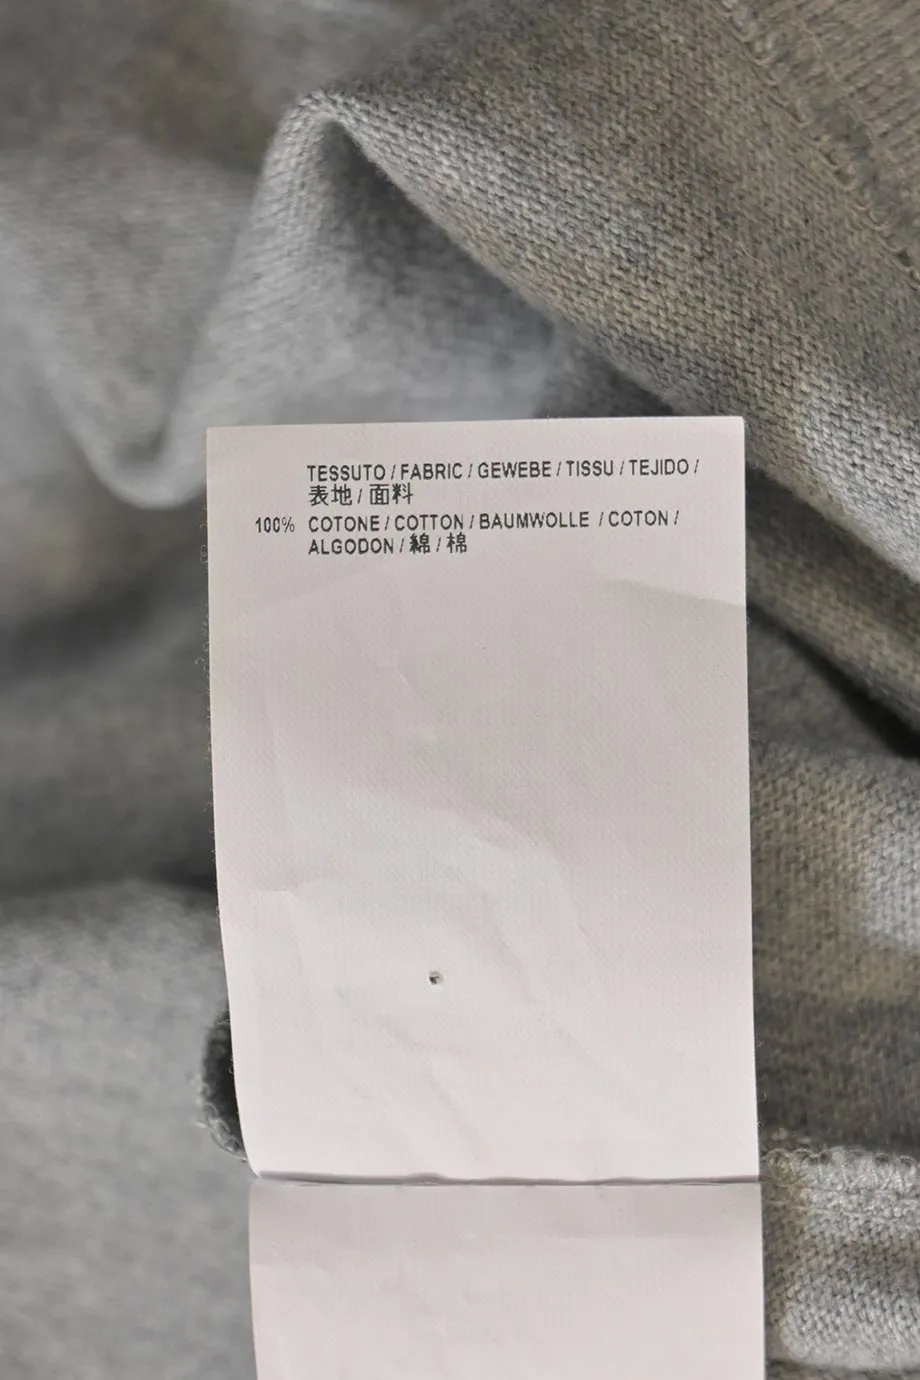 TESSUTO / FABRIC / GEWEBE / TISSU / TEJIDO /
表地 / 面料
100% COTONE / COTTON / BAUMWOLLE / COTON /
ALGODON / 綿 / 棉